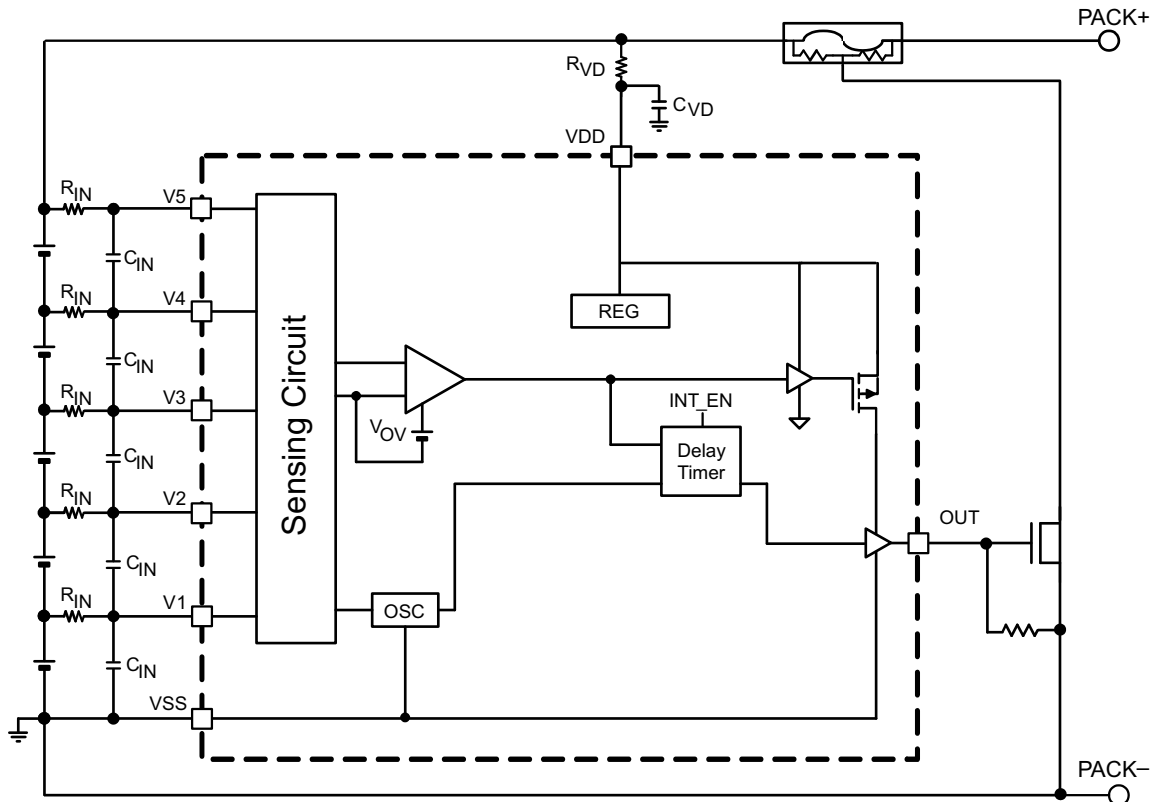 PACK+
RVD
CVD
VDD
RIN
V5
CIN
RIN
V4
REG
CIN
Sensing Circuit
RIN
V3
INT_EN
VOV
Delay
Timer
CIN
RIN
V2
OUT
CIN
RIN
V1
OSC
CIN
VSS
PACK–